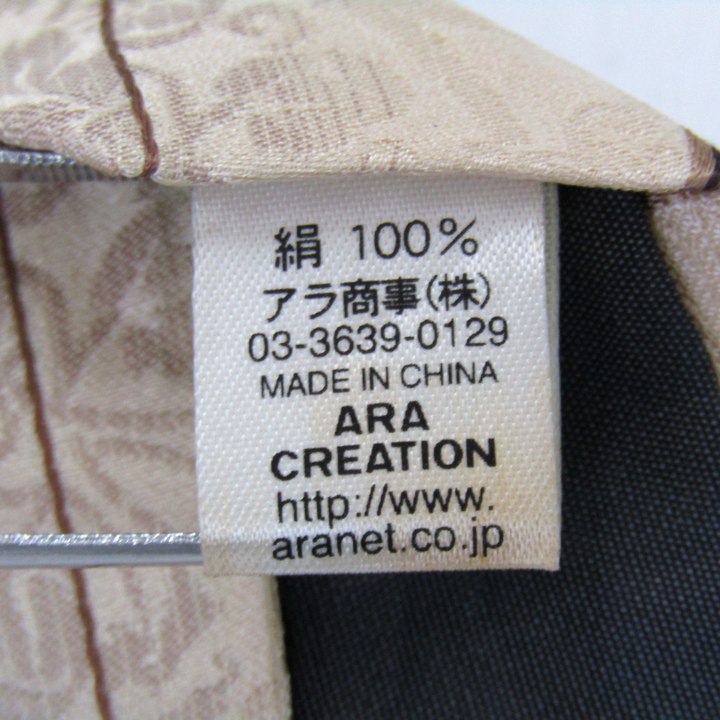 絹 100%
アラ商事(株)
03-3639-0129
MADE IN CHINA
ARA
CREATION
http://www.
aranet.co.jp